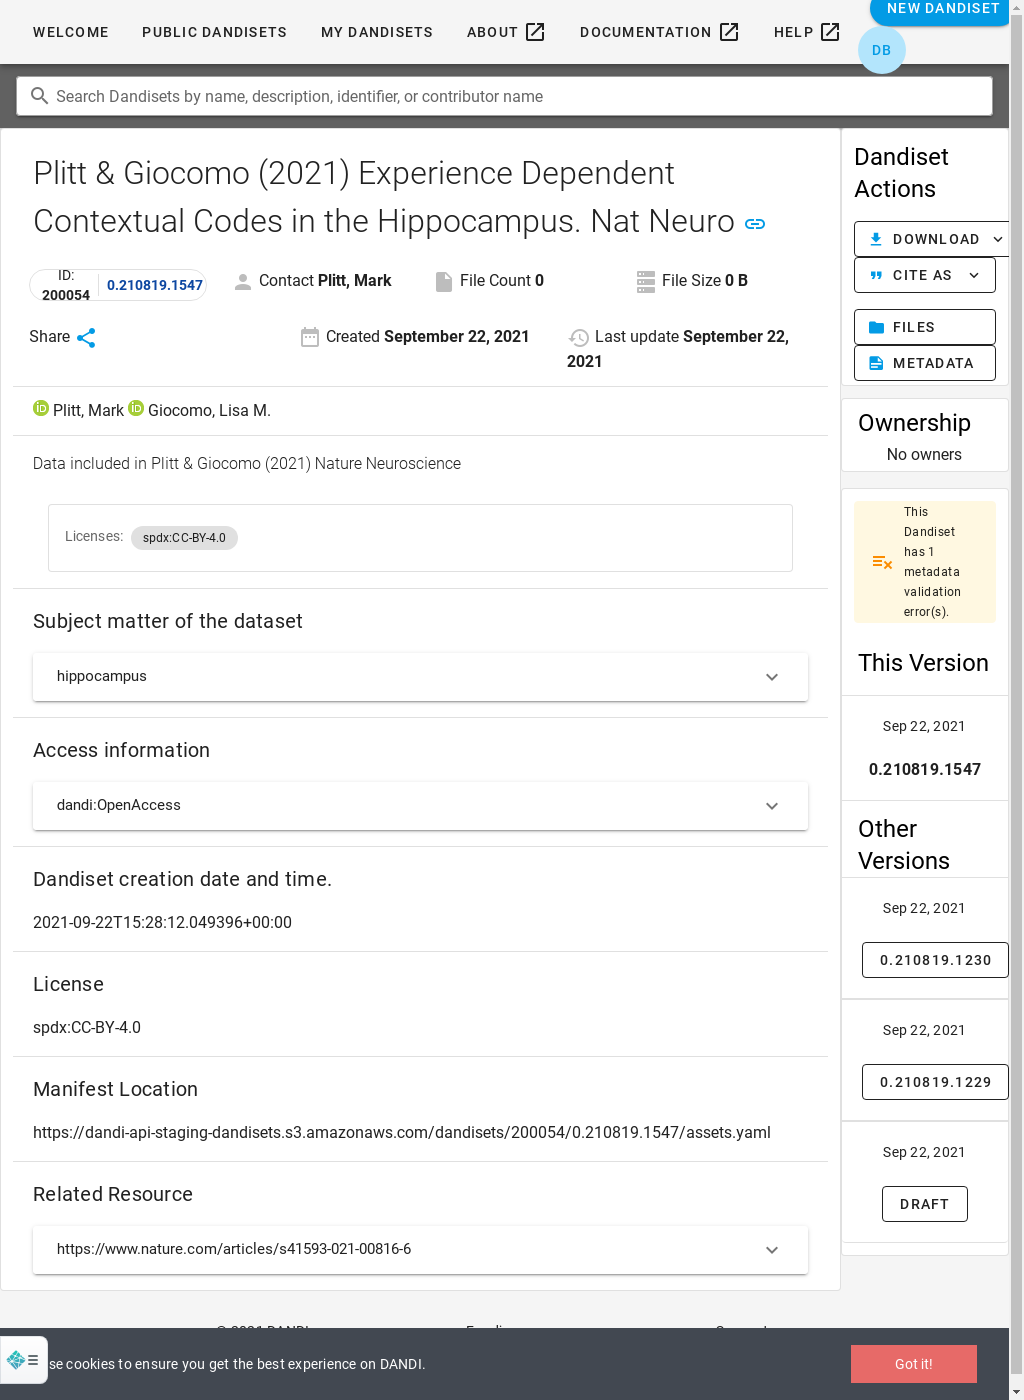 WELCOME PUBLIC DANDISETS MY DANDISETS ABOUT DOCUMENTATION HELP NEW DANDISET
DB
Search Dandisets by name, description, identifier, or contributor name
Plitt & Giocomo (2021) Experience Dependent
Contextual Codes in the Hippocampus. Nat Neuro
ID:
200054 0.210819.1547
Contact Plitt, Mark
File Count 0
File Size 0 B
Share
Created September 22, 2021
Last update September 22,
2021
Plitt, Mark Giocomo, Lisa M.
Data included in Plitt & Giocomo (2021) Nature Neuroscience
Licenses: spdx:CC-BY-4.0
Subject matter of the dataset
hippocampus
Access information
dandi:OpenAccess
Dandiset creation date and time.
2021-09-22T15:28:12.049396+00:00
License
spdx:CC-BY-4.0
Manifest Location
https://dandi-api-staging-dandisets.s3.amazonaws.com/dandisets/200054/0.210819.1547/assets.yaml
Related Resource
https://www.nature.com/articles/s41593-021-00816-6
Dandiset
Actions
DOWNLOAD
CITE AS
FILES
METADATA
Ownership
No owners
This
Dandiset
has 1
metadata
validation
error(s).
This Version
Sep 22, 2021
0.210819.1547
Other
Versions
Sep 22, 2021
0.210819.1230
Sep 22, 2021
0.210819.1229
Sep 22, 2021
DRAFT
se cookies to ensure you get the best experience on DANDI.
Got it!